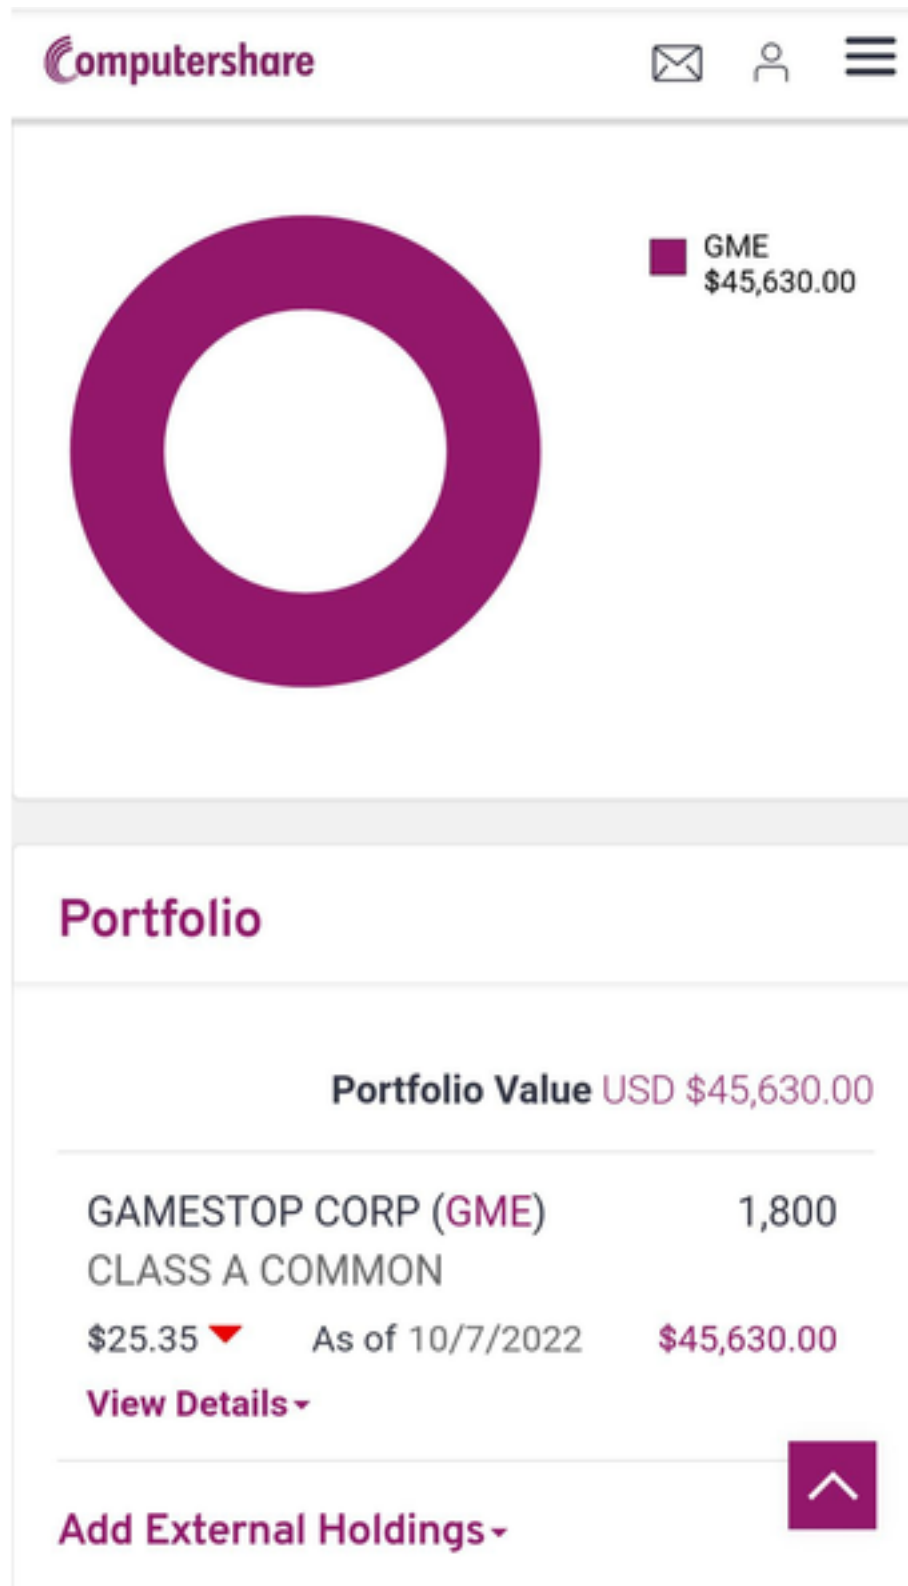 Computershare
GME
$45,630.00
Portfolio
Portfolio Value USD $45,630.00
GAMESTOP CORP (GME) 1,800
CLASS A COMMON
$25.35 As of 10/7/2022 $45,630.00
View Details
Add External Holdings